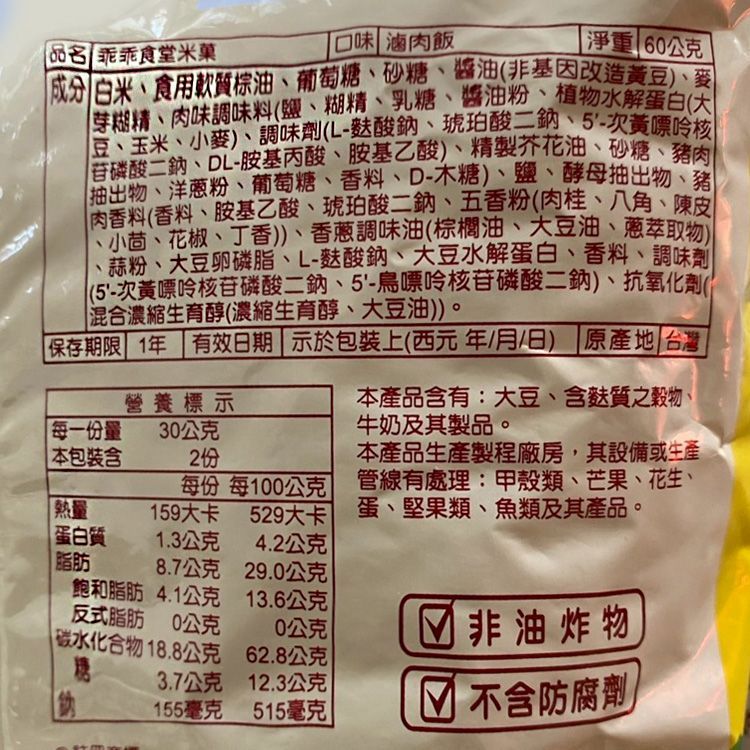 品名 乖乖食堂米菓 口味 滷肉飯 淨重 60公克
成分 白米、食用軟質棕油、葡萄糖、砂糖、醬油(非基因改造黃豆)、麥
芽糊精、肉味調味料(鹽、糊精、乳糖、醬油粉、植物水解蛋白(大
豆、玉米、小麥)、調味劑(L-麩酸鈉、琥珀酸二鈉、5'-次黃嘌呤核
苷磷酸二鈉、DL-胺基丙酸、胺基乙酸)、精製芥花油、砂糖、豬肉
抽出物、洋蔥粉、葡萄糖、香料、D-木糖)、鹽、酵母抽出物、豬
肉香料(香料、胺基乙酸、琥珀酸二鈉、五香粉(肉桂、八角、陳皮
、小茴、花椒、丁香))、香蔥調味油(棕櫚油、大豆油、蔥萃取物)
、蒜粉、大豆卵磷脂、L-麩酸鈉、大豆水解蛋白、香料、調味劑
(5'-次黃嘌呤核苷磷酸二鈉、5'-鳥嘌呤核苷磷酸二鈉)、抗氧化劑(
混合濃縮生育醇(濃縮生育醇、大豆油))。
保存期限 1年 有效日期 示於包裝上(西元 年/月/日) 原產地 台灣
營養標示
每一份量 30公克
本包裝含 2份
每份 每100公克
熱量 159大卡 529大卡
蛋白質 1.3公克 4.2公克
脂肪 8.7公克 29.0公克
飽和脂肪 4.1公克 13.6公克
反式脂肪 0公克 0公克
碳水化合物 18.8公克 62.8公克
糖 3.7公克 12.3公克
鈉 155毫克 515毫克
本產品含有：大豆、含麩質之穀物、
牛奶及其製品。
本產品生產製程廠房，其設備或生產
管線有處理：甲殼類、芒果、花生、
蛋、堅果類、魚類及其產品。
非油炸物
不含防腐劑